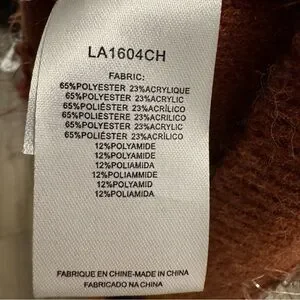 LA1604CH
FABRIC:
65%POLYESTER 23%ACRYLIQUE
65%POLYESTER 23%ACRYLIC
65%POLIÉSTER 23%ACRÍLICO
65%POLIESTERE 23%ACRILICO
65%POLYESTER 23%ACRYLIC
65%POLIÉSTER 23%ACRÍLICO
12%POLYAMIDE
12%POLYAMIDE
12%POLIAMIDA
12%POLIAMMIDE
12%POLYAMID
12%POLIAMIDA
FABRIQUE EN CHINE-MADE IN CHINA
FABRICADO NA CHINA